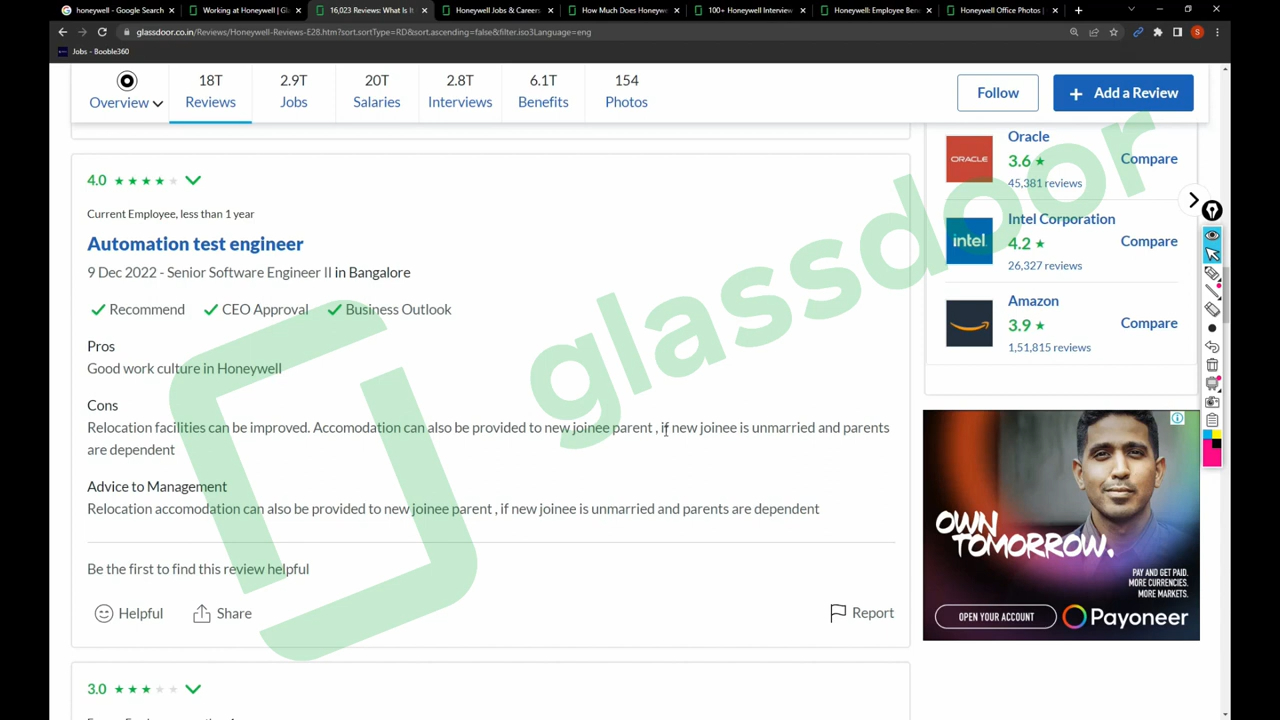 honeywell - Google Search
Working at Honeywell | Gl
16,023 Reviews: What Is It
Honeywell Jobs & Careers
How Much Does Honeyw
100+ Honeywell Interview
Honeywell: Employee Ben
Honeywell Office Photos |
glassdoor.co.in/Reviews/Honeywell-Reviews-E28.htm?sort.sortType=RD&sort.ascending=false&filter.iso3Language=eng
S
Jobs - Booble360
18T 2.9T 20T 2.8T 6.1T 154
Overview Reviews Jobs Salaries Interviews Benefits Photos
Follow
+ Add a Review
4.0
Current Employee, less than 1 year
Automation test engineer
9 Dec 2022 - Senior Software Engineer II in Bangalore
Recommend CEO Approval Business Outlook
Pros
Good work culture in Honeywell
Cons
Relocation facilities can be improved. Accomodation can also be provided to new joinee parent , if new joinee is unmarried and parents
are dependent
Advice to Management
Relocation accomodation can also be provided to new joinee parent , if new joinee is unmarried and parents are dependent
Be the first to find this review helpful
Helpful Share
Report
3.0
glassdoor
Oracle
ORACLE
3.6 Compare
45,381 reviews
Intel Corporation
intel
4.2 Compare
26,327 reviews
Amazon
3.9 Compare
1,51,815 reviews
OWN
TOMORROW.
PAY AND GET PAID.
MORE CURRENCIES.
MORE MARKETS.
OPEN YOUR ACCOUNT
Payoneer